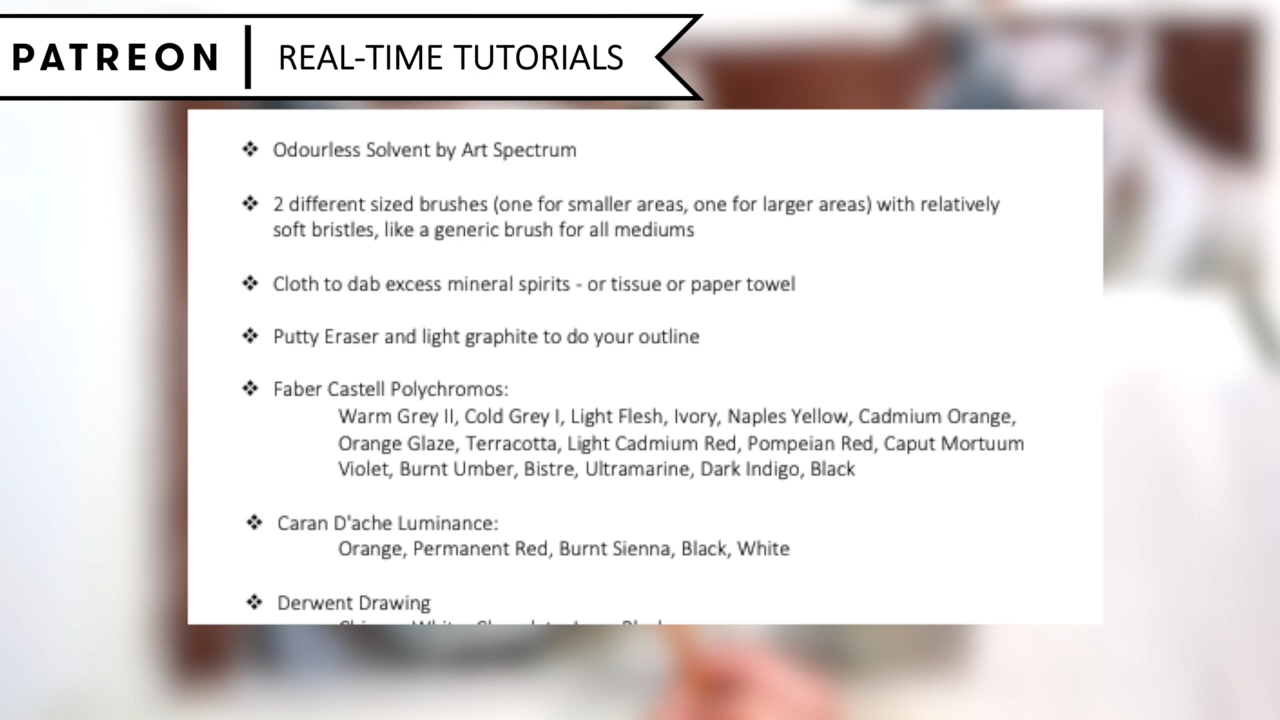 PATREON | REAL-TIME TUTORIALS
❖ Odourless Solvent by Art Spectrum
❖ 2 different sized brushes (one for smaller areas, one for larger areas) with relatively
soft bristles, like a generic brush for all mediums
❖ Cloth to dab excess mineral spirits - or tissue or paper towel
❖ Putty Eraser and light graphite to do your outline
❖ Faber Castell Polychromos:
Warm Grey II, Cold Grey I, Light Flesh, Ivory, Naples Yellow, Cadmium Orange,
Orange Glaze, Terracotta, Light Cadmium Red, Pompeian Red, Caput Mortuum
Violet, Burnt Umber, Bistre, Ultramarine, Dark Indigo, Black
❖ Caran D'ache Luminance:
Orange, Permanent Red, Burnt Sienna, Black, White
❖ Derwent Drawing